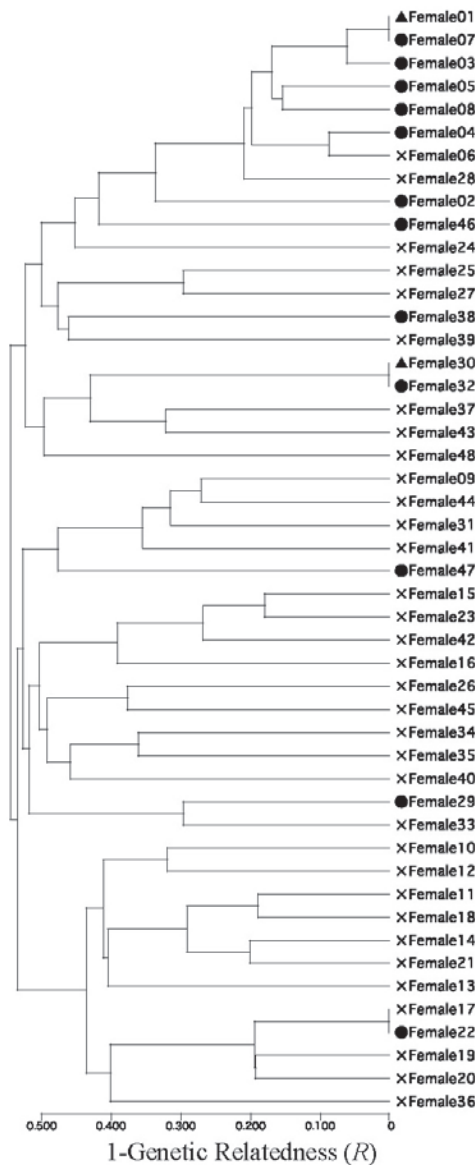 ▲Female01
●Female07
●Female03
●Female05
●Female08
●Female04
×Female06
×Female28
●Female02
●Female46
×Female24
×Female25
×Female27
●Female38
×Female39
▲Female30
●Female32
×Female37
×Female43
×Female48
×Female09
×Female44
×Female31
×Female41
●Female47
×Female15
×Female23
×Female42
×Female16
×Female26
×Female45
×Female34
×Female35
×Female40
●Female29
×Female33
×Female10
×Female12
×Female11
×Female18
×Female14
×Female21
×Female13
×Female17
●Female22
×Female19
×Female20
×Female36
0.500 0.400 0.300 0.200 0.100 0
1-Genetic Relatedness (R)